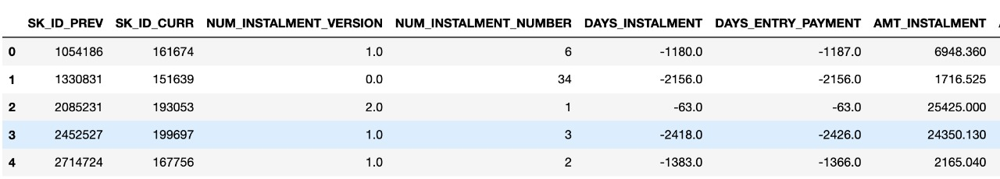 SK_ID_PREV SK_ID_CURR NUM_INSTALMENT_VERSION NUM_INSTALMENT_NUMBER DAYS_INSTALMENT DAYS_ENTRY_PAYMENT AMT_INSTALMENT
0 1054186 161674 1.0 6 -1180.0 -1187.0 6948.360
1 1330831 151639 0.0 34 -2156.0 -2156.0 1716.525
2 2085231 193053 2.0 1 -63.0 -63.0 25425.000
3 2452527 199697 1.0 3 -2418.0 -2426.0 24350.130
4 2714724 167756 1.0 2 -1383.0 -1366.0 2165.040